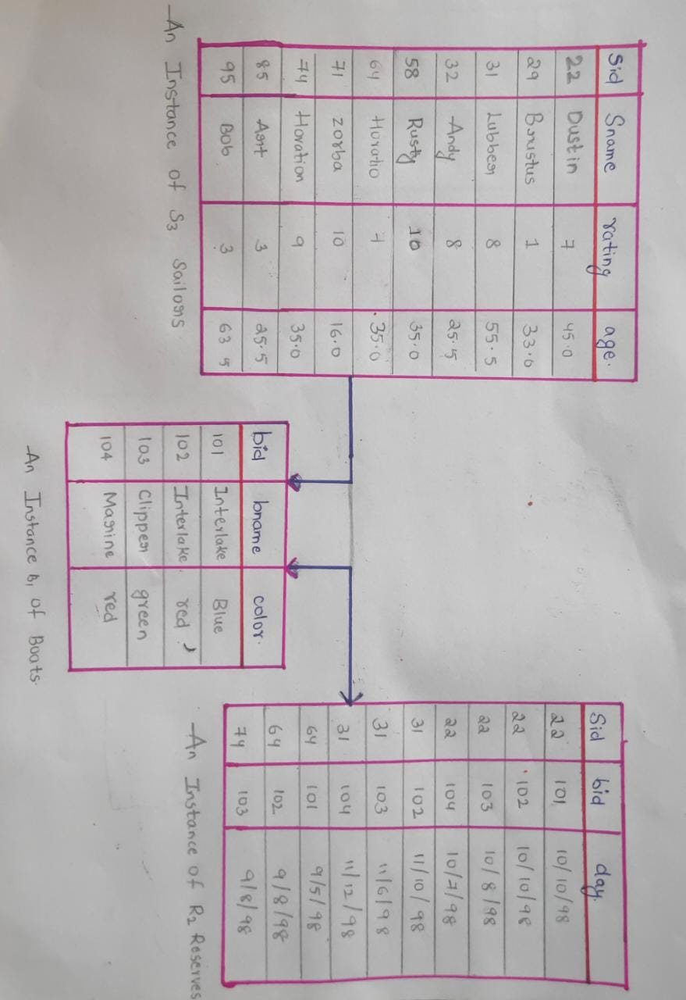 Sid Sname rating age.
22 Dustin 7 45.0
29 Brustus 1 33.0
31 Lubber 8 55.5
32 Andy 8 25.5
58 Rusty 10 35.0
64 Horatio 7 35.0
71 zorba 10 16.0
74 Horation 9 35.0
85 Art 3 25.5
95 Bob 3 63 5
-An Instance of S3 Sailors
bid bname color.
101 Interlake Blue
102 Interlake red
103 Clipper green
104 Marine red
-An Instance B1 of Boats.
Sid bid day.
22 101 10/10/98
22 102 10/10/98
22 103 10/8/98
22 104 10/7/98
31 102 11/10/98
31 103 11/6/98
31 104 11/12/98
64 101 9/5/98
64 102 9/8/98
74 103 9/8/98
-An Instance of R2 Reserves